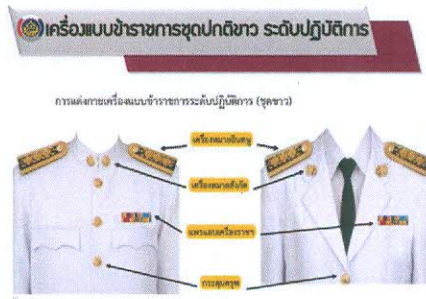 เครื่องแบบข้าราชการชุดปกติขาว ระดับปฏิบัติการ
การแต่งกายเครื่องแบบข้าราชการระดับปฏิบัติการ (ชุดขาว)
เครื่องหมายอินทนู
เครื่องหมายสังกัด
แพรแถบเครื่องราชฯ
กระดุมครุฑ